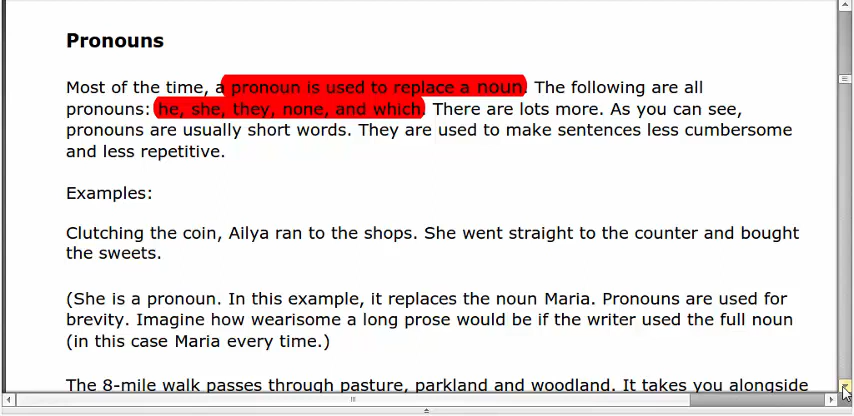 Pronouns
Most of the time, a pronoun is used to replace a noun. The following are all
pronouns: he, she, they, none, and which. There are lots more. As you can see,
pronouns are usually short words. They are used to make sentences less cumbersome
and less repetitive.
Examples:
Clutching the coin, Ailya ran to the shops. She went straight to the counter and bought
the sweets.
(She is a pronoun. In this example, it replaces the noun Maria. Pronouns are used for
brevity. Imagine how wearisome a long prose would be if the writer used the full noun
(in this case Maria every time.)
The 8-mile walk passes through pasture, parkland and woodland. It takes you alongside